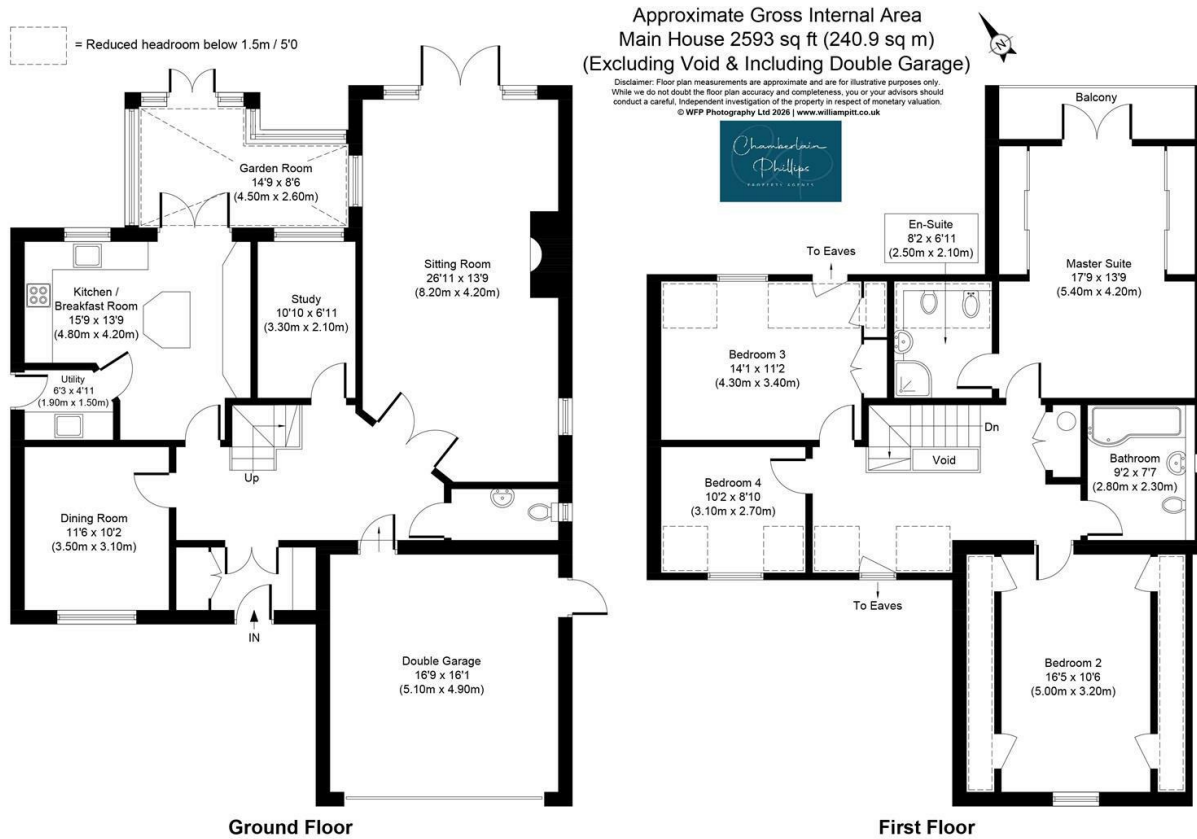 = Reduced headroom below 1.5m / 5'0
Approximate Gross Internal Area
Main House 2593 sq ft (240.9 sq m)
(Excluding Void & Including Double Garage)
Disclaimer: Floor plan measurements are approximate and are for illustrative purposes only.
While we do not doubt the floor plan accuracy and completeness, you or your advisors should
conduct a careful, Independent investigation of the property in respect of monetary valuation.
© WFP Photography Ltd 2026 | www.williampitt.co.uk
Chamberlain
Phillips
PROPERTY AGENTS
N
Garden Room
14'9 x 8'6
(4.50m x 2.60m)
Kitchen /
Breakfast Room
15'9 x 13'9
(4.80m x 4.20m)
Study
10'10 x 6'11
(3.30m x 2.10m)
Sitting Room
26'11 x 13'9
(8.20m x 4.20m)
Utility
6'3 x 4'11
(1.90m x 1.50m)
Up
Dining Room
11'6 x 10'2
(3.50m x 3.10m)
IN
Double Garage
16'9 x 16'1
(5.10m x 4.90m)
Ground Floor
Balcony
En-Suite
8'2 x 6'11
(2.50m x 2.10m)
To Eaves
Master Suite
17'9 x 13'9
(5.40m x 4.20m)
Bedroom 3
14'1 x 11'2
(4.30m x 3.40m)
Dn
Void
Bathroom
9'2 x 7'7
(2.80m x 2.30m)
Bedroom 4
10'2 x 8'10
(3.10m x 2.70m)
To Eaves
Bedroom 2
16'5 x 10'6
(5.00m x 3.20m)
First Floor